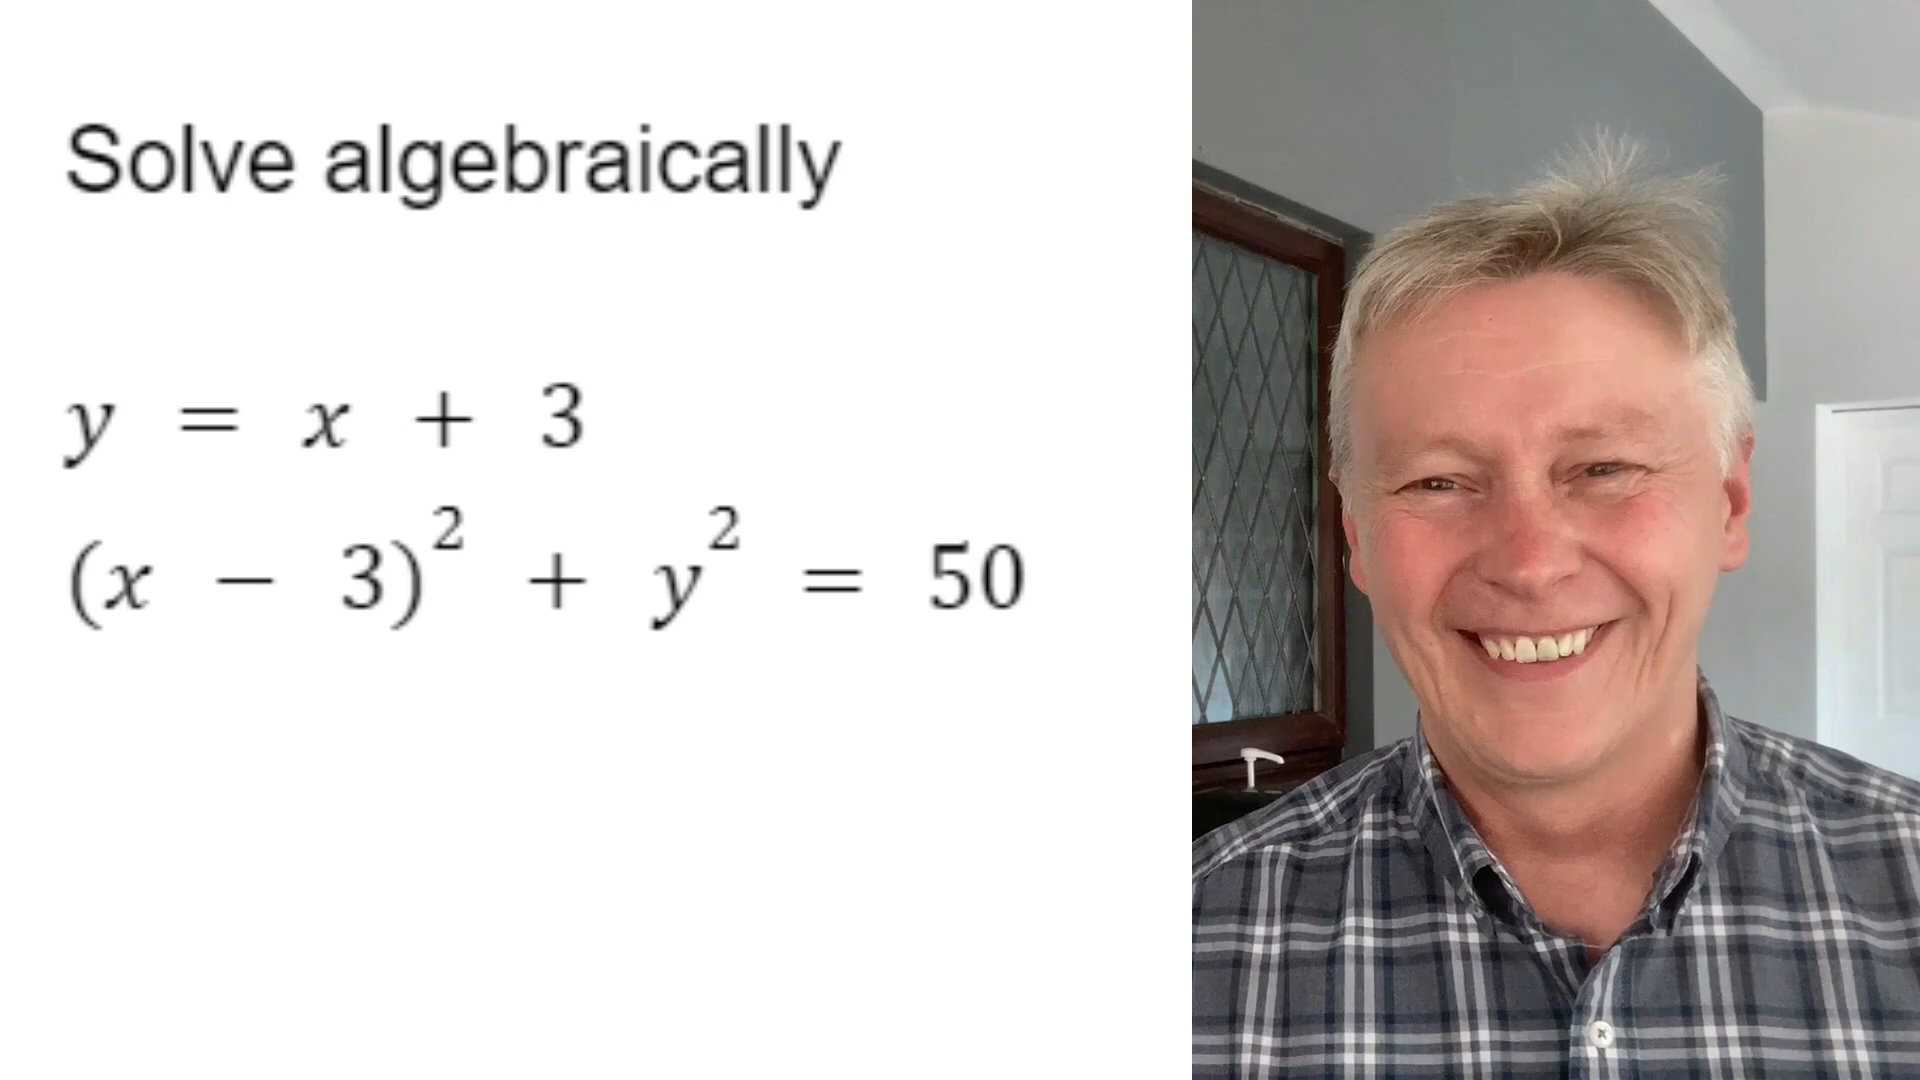 Solve algebraically
y = x + 3
(x − 3)² + y² = 50